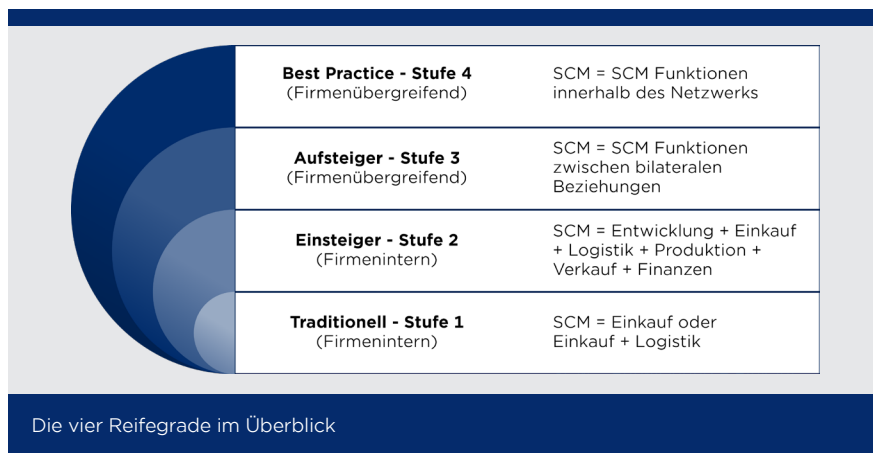 Best Practice - Stufe 4
(Firmenübergreifend)
SCM = SCM Funktionen
innerhalb des Netzwerks
Aufsteiger - Stufe 3
(Firmenübergreifend)
SCM = SCM Funktionen
zwischen bilateralen
Beziehungen
Einsteiger - Stufe 2
(Firmenintern)
SCM = Entwicklung + Einkauf
+ Logistik + Produktion +
Verkauf + Finanzen
Traditionell - Stufe 1
(Firmenintern)
SCM = Einkauf oder
Einkauf + Logistik
Die vier Reifegrade im Überblick